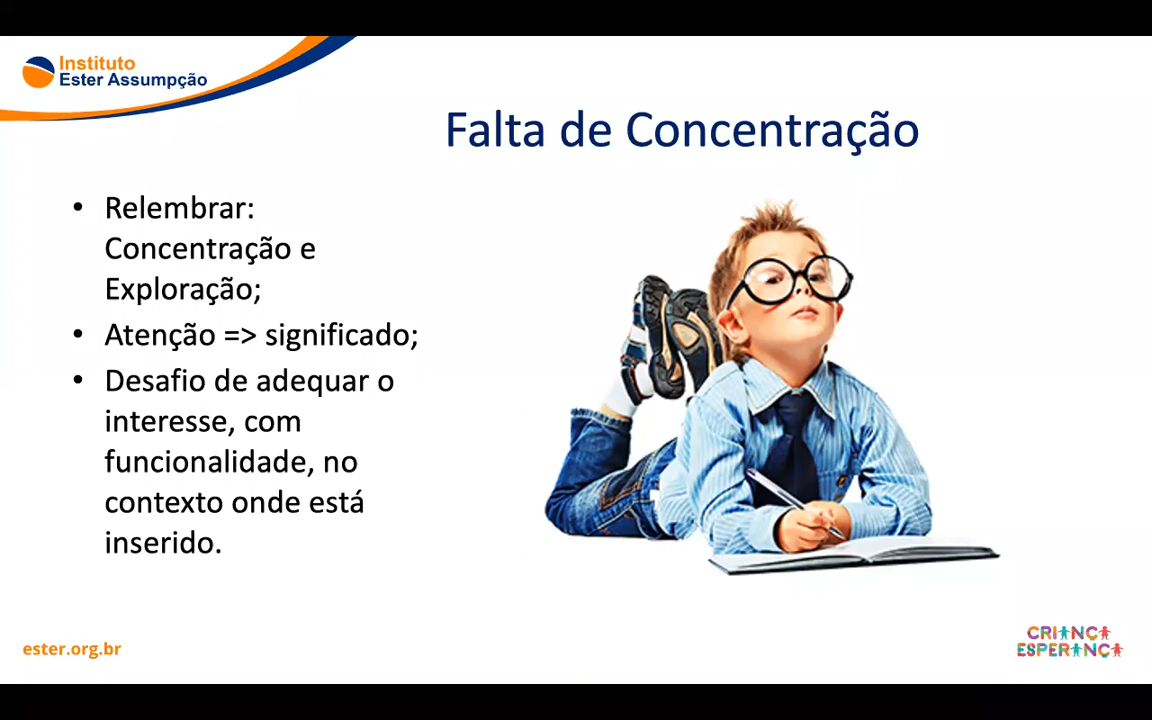 Instituto
Ester Assumpção
Falta de Concentração
• Relembrar:
Concentração e
Exploração;
• Atenção => significado;
• Desafio de adequar o
interesse, com
funcionalidade, no
contexto onde está
inserido.
ester.org.br
CRIANÇA
ESPERANÇA